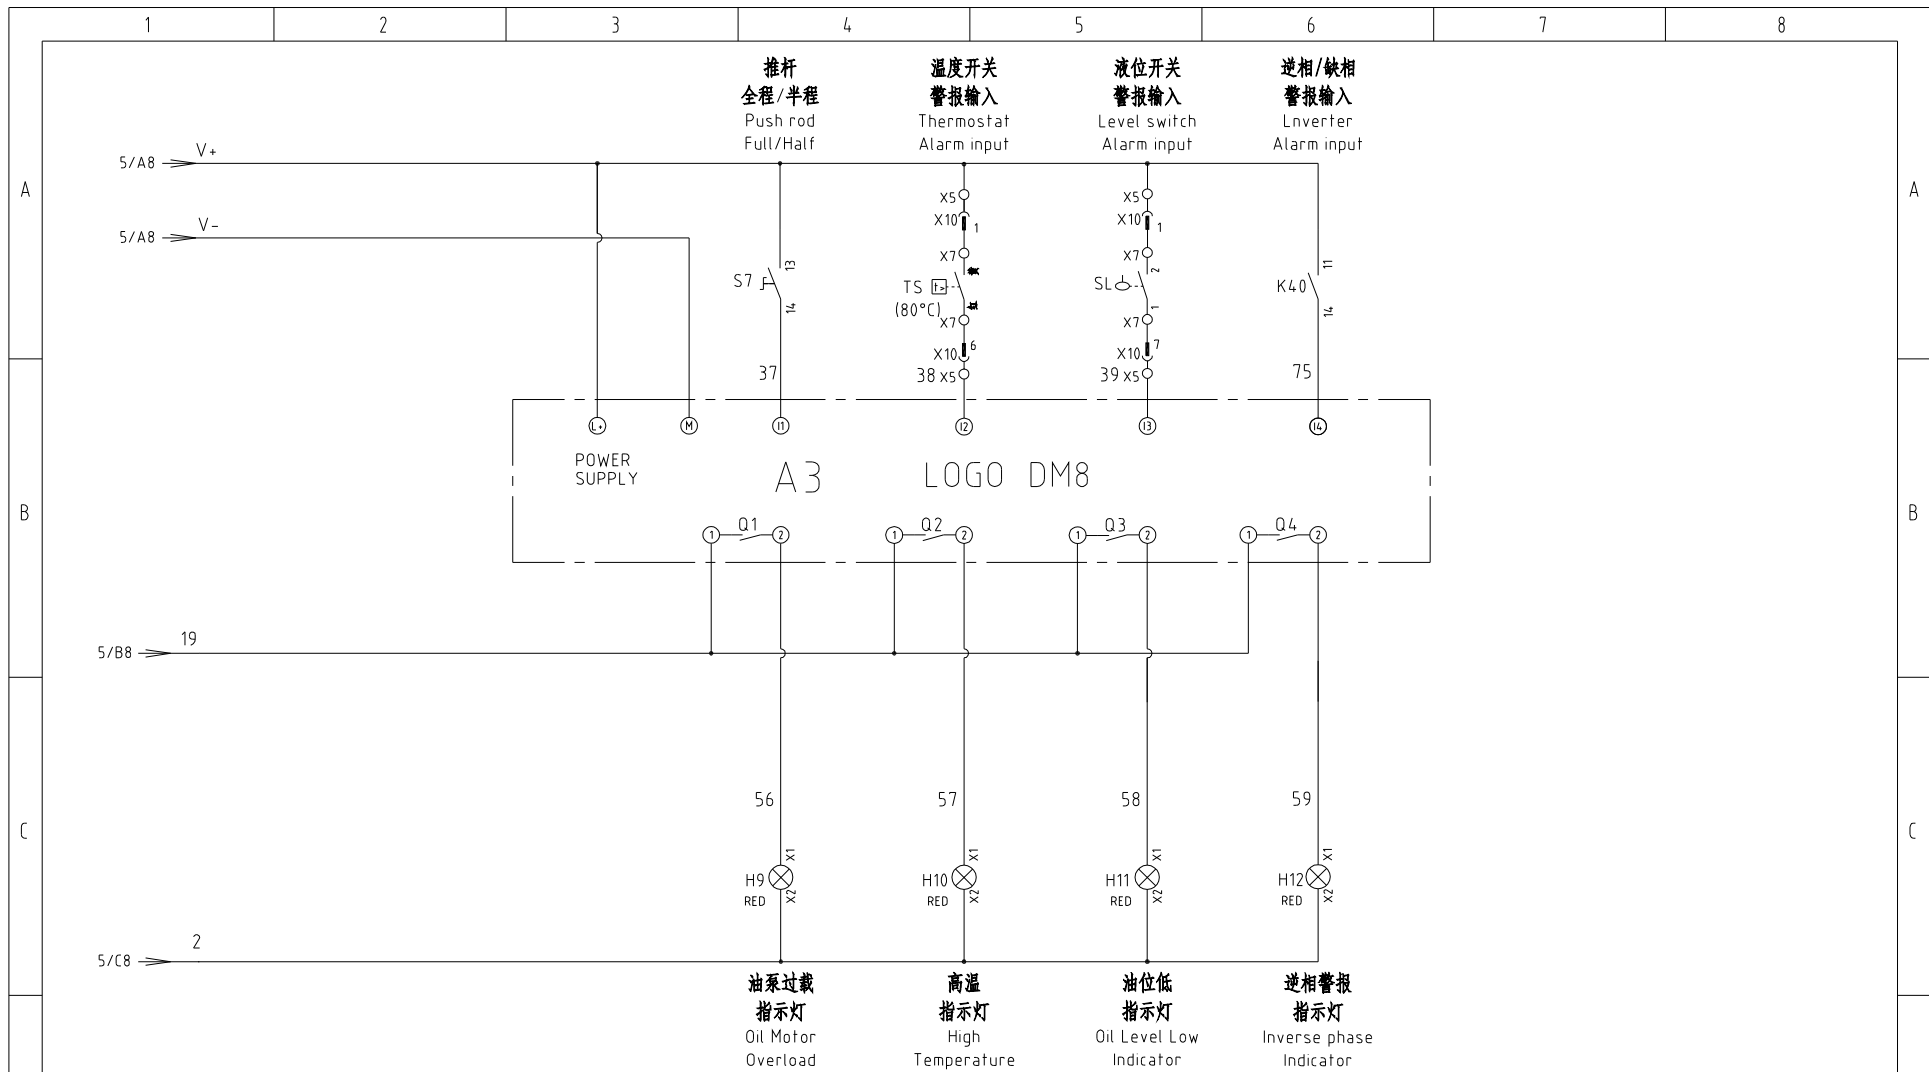 1 2 3 4 5 6 7 8
推杆
全程/半程
Push rod
Full/Half
温度开关
警报输入
Thermostat
Alarm input
液位开关
警报输入
Level switch
Alarm input
逆相/缺相
警报输入
Lnverter
Alarm input
5/A8 V+
A A
5/A8 V-
X5
X10 1
X7
TS t>
(80°C)
X7
X10 6
38 X5
X5
X10 1
X7
2
SL
1
X7
X10 7
39 X5
S7
13
14
37
K40
11
14
75
L+ M I1 I2 I3 I4
POWER
SUPPLY
A3 LOGO DM8
B B
1 Q1 2
1 Q2 2
1 Q3 2
1 Q4 2
5/B8 19
56 57 58 59
C C
H9 X1
RED X2
H10 X1
RED X2
H11 X1
RED X2
H12 X1
RED X2
5/C8 2
油泵过载
指示灯
Oil Motor
Overload
高温
指示灯
High
Temperature
油位低
指示灯
Oil Level Low
Indicator
逆相警报
指示灯
Inverse phase
Indicator